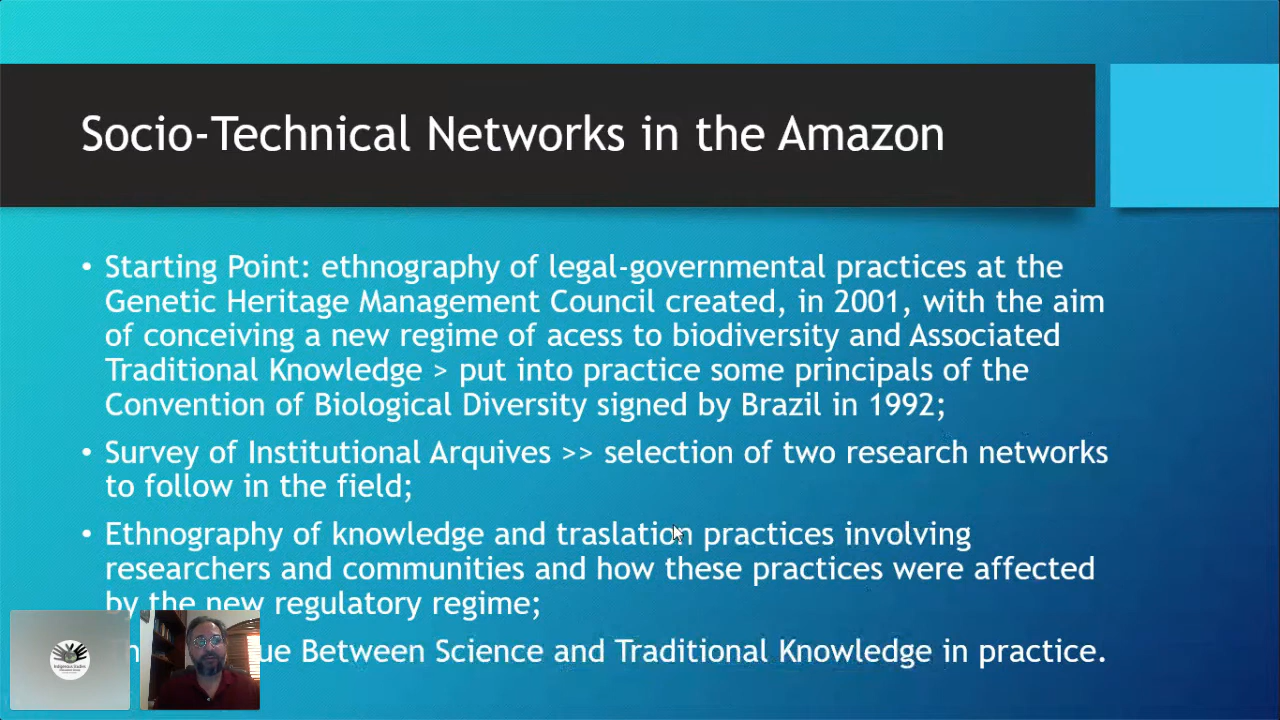 Socio-Technical Networks in the Amazon
• Starting Point: ethnography of legal-governmental practices at the
Genetic Heritage Management Council created, in 2001, with the aim
of conceiving a new regime of acess to biodiversity and Associated
Traditional Knowledge > put into practice some principals of the
Convention of Biological Diversity signed by Brazil in 1992;
• Survey of Institutional Arquives >> selection of two research networks
to follow in the field;
• Ethnography of knowledge and traslation practices involving
researchers and communities and how these practices were affected
by the new regulatory regime;
Between Science and Traditional Knowledge in practice.